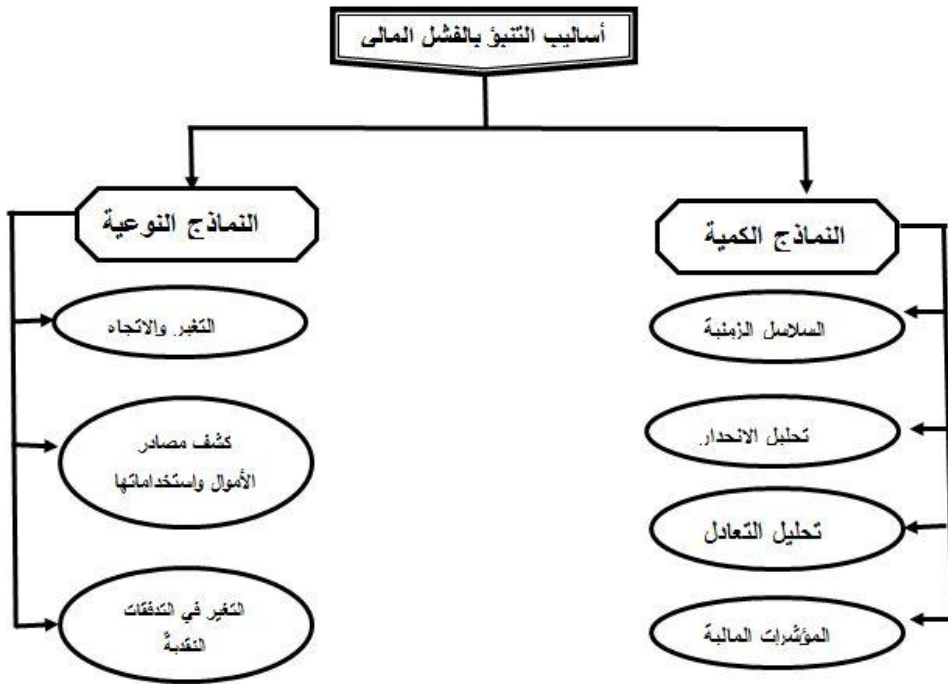 أساليب التنبؤ بالفشل المالى
النماذج الكمية
السلاسل الزمنية
تحليل الانحدار
تحليل التعادل
المؤشرات المالية
النماذج النوعية
التغير والاتجاه
كشف مصادر
الأموال واستخداماتها
التغير في التدفقات
النقدية